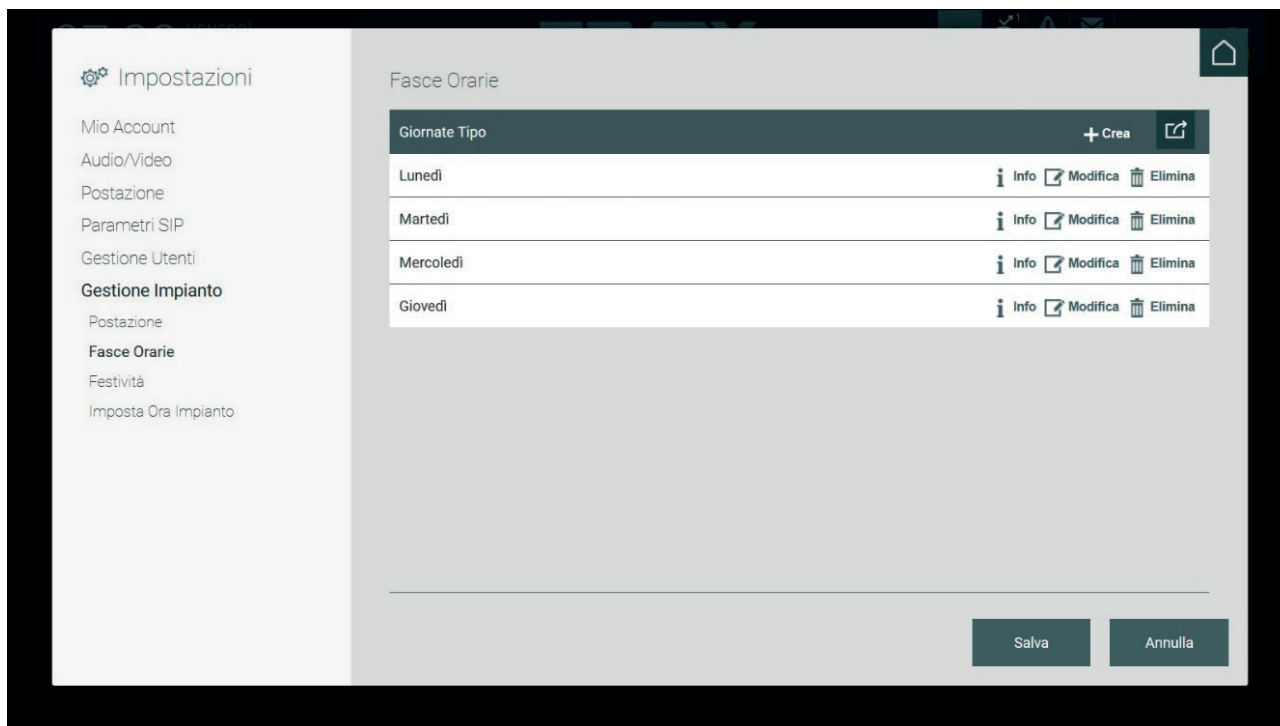 Impostazioni
Mio Account
Audio/Video
Postazione
Parametri SIP
Gestione Utenti
Gestione Impianto
Postazione
Fasce Orarie
Festività
Imposta Ora Impianto
Fasce Orarie
Giornate Tipo + Crea
Lunedì i Info Modifica Elimina
Martedì i Info Modifica Elimina
Mercoledì i Info Modifica Elimina
Giovedì i Info Modifica Elimina
Salva Annulla